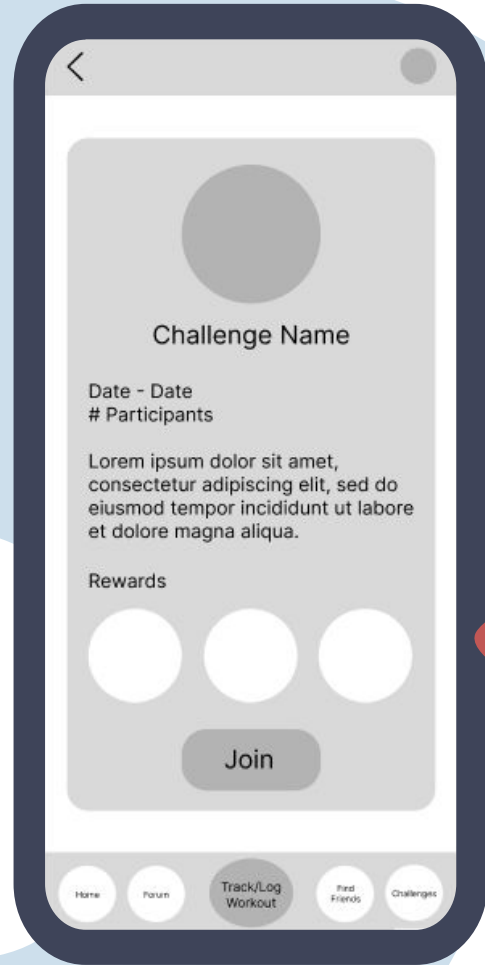 Challenge Name
Date - Date
# Participants
Lorem ipsum dolor sit amet,
consectetur adipiscing elit, sed do
eiusmod tempor incididunt ut labore
et dolore magna aliqua.
Rewards
Join
Home
Forum
Track/Log
Workout
Find
Friends
Challenges